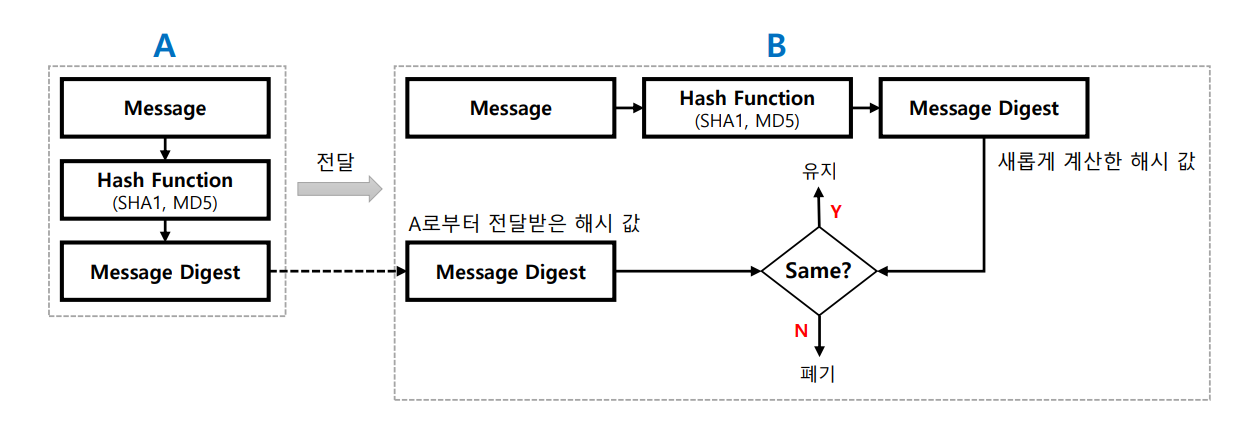 A
Message
Hash Function
(SHA1, MD5)
Message Digest
전달
B
Message
Hash Function
(SHA1, MD5)
Message Digest
새롭게 계산한 해시 값
A로부터 전달받은 해시 값
Message Digest
Same?
Y
유지
N
폐기